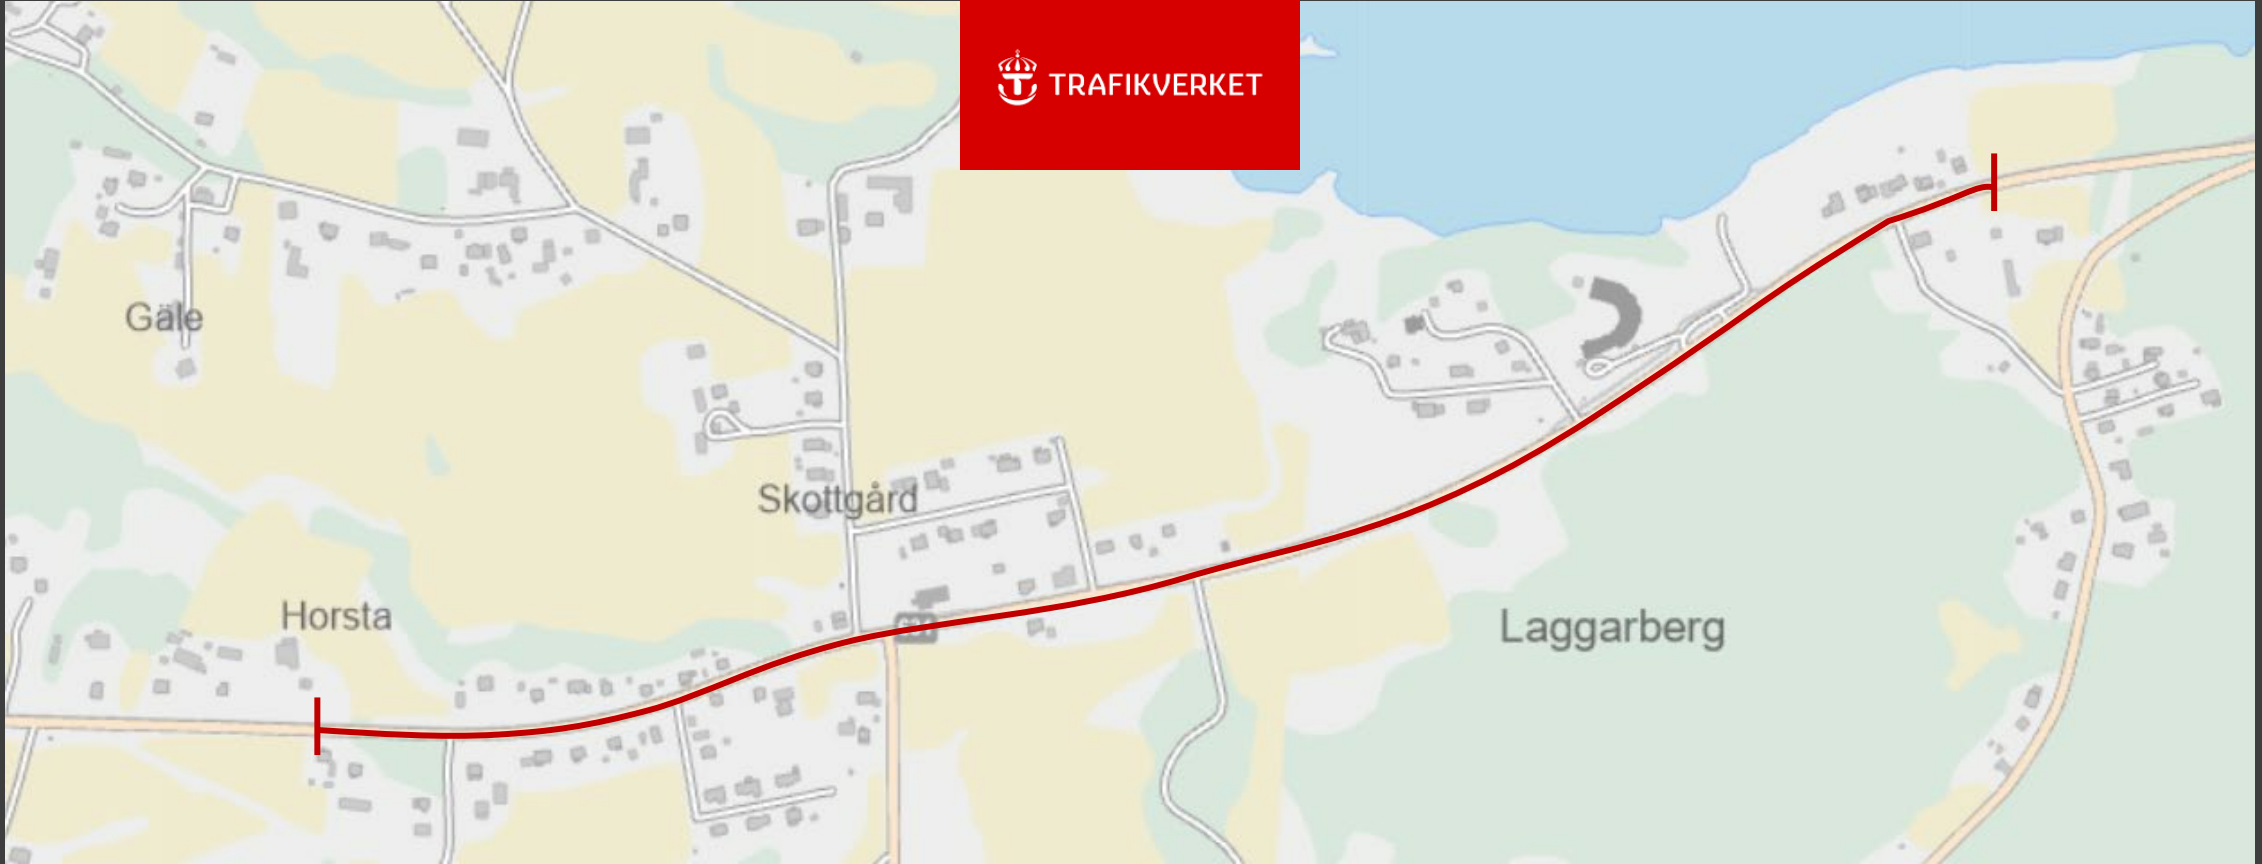 TRAFIKVERKET
Gäle
Skottgård
Horsta
Laggarberg